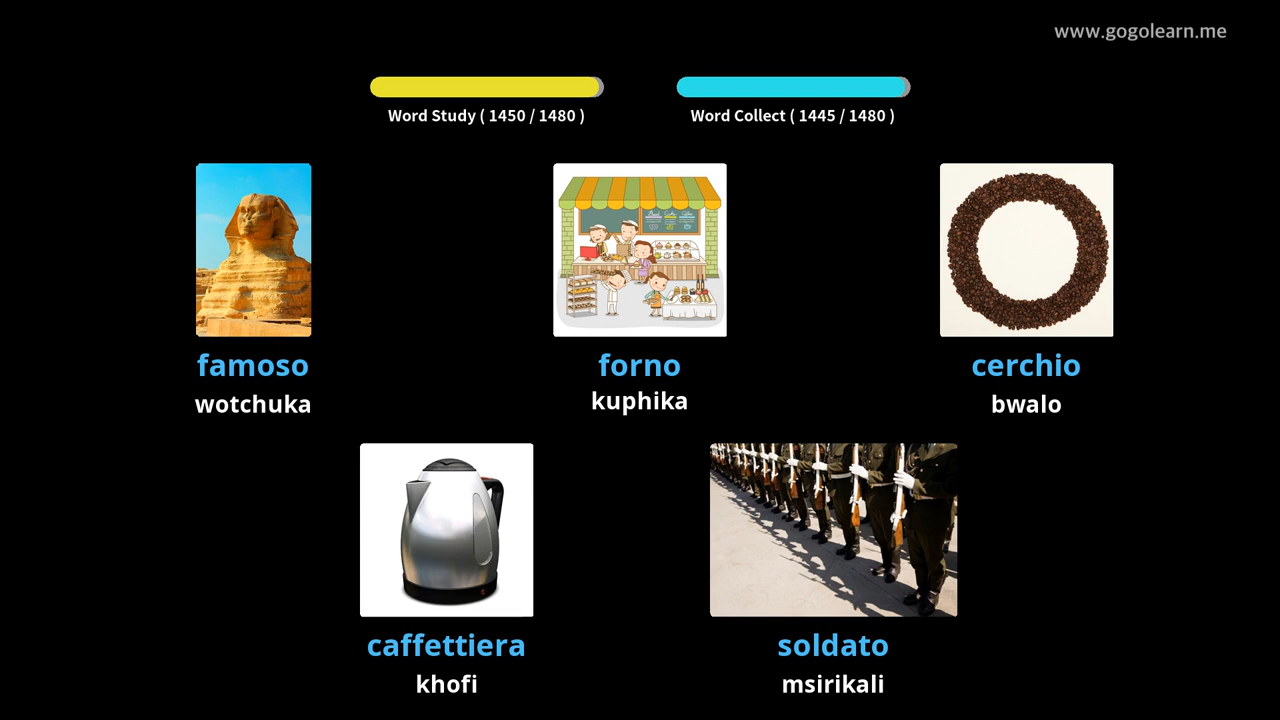 www.gogolearn.me
Word Study ( 1450 / 1480 )
Word Collect ( 1445 / 1480 )
famoso
wotchuka
forno
kuphika
cerchio
bwalo
caffettiera
khofi
soldato
msirikali